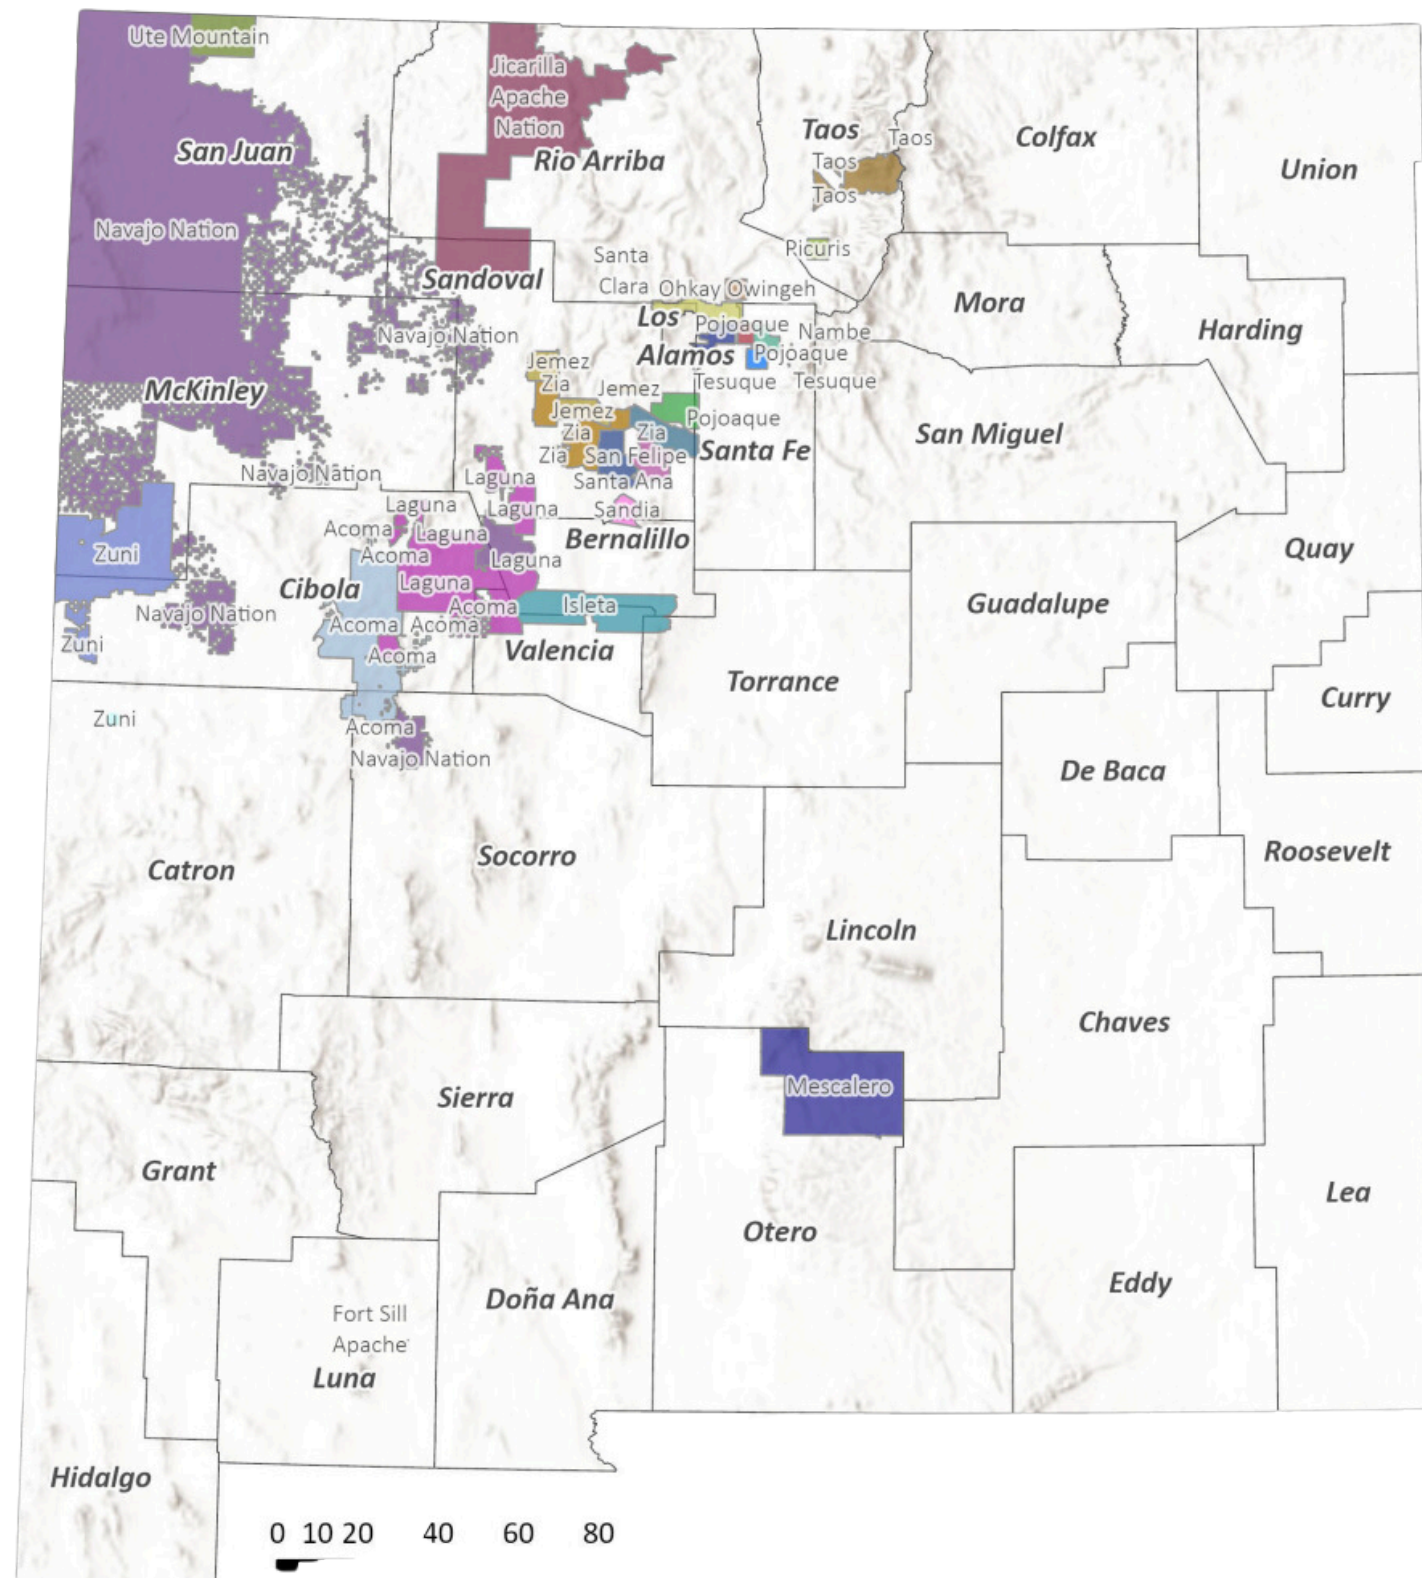 Ute Mountain
Jicarilla
Apache
Nation
San Juan
Rio Arriba
Taos
Taos
Taos
Taos
Colfax
Union
Navajo Nation
Picuris
Santa
Clara
Ohkay Owingeh
Sandoval
Mora
Harding
Los
Alamos
Pojoaque
Nambe
Navajo Nation
Pojoaque
Jemez
Zia
Jemez
Tesuque
Tesuque
McKinley
Jemez
Pojoaque
Zia
Zia
San Miguel
Santa Fe
Zia
San Felipe
Navajo Nation
Laguna
Santa Ana
Laguna
Laguna
Sandia
Acoma
Laguna
Bernalillo
Zuni
Acoma
Laguna
Quay
Cibola
Laguna
Guadalupe
Navajo Nation
Acoma
Isleta
Acoma
Acoma
Zuni
Acoma
Valencia
Torrance
Curry
Zuni
Acoma
Navajo Nation
De Baca
Catron
Socorro
Roosevelt
Lincoln
Chaves
Mescalero
Sierra
Grant
Lea
Otero
Eddy
Doña Ana
Fort Sill
Apache
Luna
Hidalgo
0 10 20 40 60 80